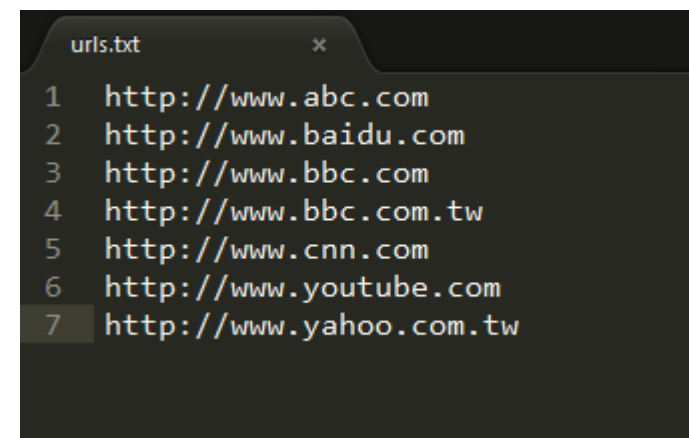 urls.txt ×
1 http://www.abc.com
2 http://www.baidu.com
3 http://www.bbc.com
4 http://www.bbc.com.tw
5 http://www.cnn.com
6 http://www.youtube.com
7 http://www.yahoo.com.tw